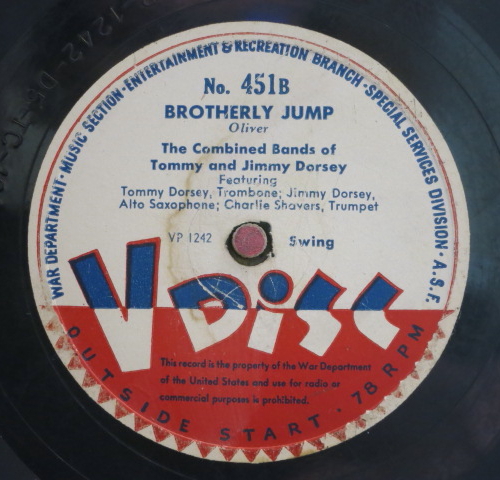 WAR DEPARTMENT · MUSIC SECTION · ENTERTAINMENT & RECREATION BRANCH · SPECIAL SERVICES DIVISION · A.S.F.
No. 451B
BROTHERLY JUMP
Oliver
The Combined Bands of
Tommy and Jimmy Dorsey
Featuring
Tommy Dorsey, Trombone; Jimmy Dorsey,
Alto Saxophone; Charlie Shavers, Trumpet
VP 1242 Swing
V DISC
This record is the property of the War Department
of the United States and use for radio or
commercial purposes is prohibited.
OUTSIDE START · 78 RPM